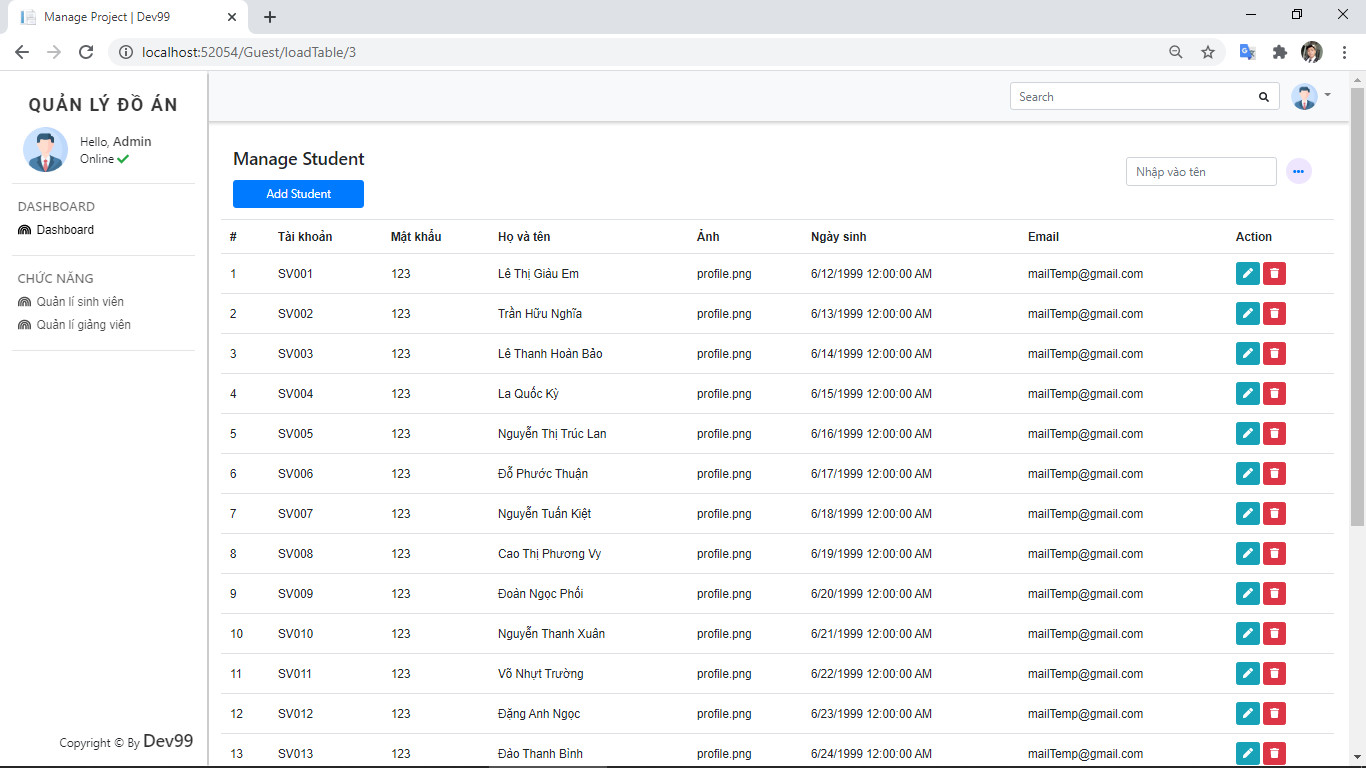 Manage Project | Dev99
localhost:52054/Guest/loadTable/3
QUẢN LÝ ĐỒ ÁN
Hello, Admin
Online
DASHBOARD
Dashboard
CHỨC NĂNG
Quản lí sinh viên
Quản lí giảng viên
Copyright © By Dev99
Search
Manage Student
Nhập vào tên
Add Student
# Tài khoản Mật khẩu Họ và tên Ảnh Ngày sinh Email Action
1 SV001 123 Lê Thị Giàu Em profile.png 6/12/1999 12:00:00 AM mailTemp@gmail.com
2 SV002 123 Trần Hữu Nghĩa profile.png 6/13/1999 12:00:00 AM mailTemp@gmail.com
3 SV003 123 Lê Thanh Hoàn Bảo profile.png 6/14/1999 12:00:00 AM mailTemp@gmail.com
4 SV004 123 La Quốc Kỳ profile.png 6/15/1999 12:00:00 AM mailTemp@gmail.com
5 SV005 123 Nguyễn Thị Trúc Lan profile.png 6/16/1999 12:00:00 AM mailTemp@gmail.com
6 SV006 123 Đỗ Phước Thuận profile.png 6/17/1999 12:00:00 AM mailTemp@gmail.com
7 SV007 123 Nguyễn Tuấn Kiệt profile.png 6/18/1999 12:00:00 AM mailTemp@gmail.com
8 SV008 123 Cao Thị Phương Vy profile.png 6/19/1999 12:00:00 AM mailTemp@gmail.com
9 SV009 123 Đoàn Ngọc Phối profile.png 6/20/1999 12:00:00 AM mailTemp@gmail.com
10 SV010 123 Nguyễn Thanh Xuân profile.png 6/21/1999 12:00:00 AM mailTemp@gmail.com
11 SV011 123 Võ Nhựt Trường profile.png 6/22/1999 12:00:00 AM mailTemp@gmail.com
12 SV012 123 Đặng Anh Ngọc profile.png 6/23/1999 12:00:00 AM mailTemp@gmail.com
13 SV013 123 Đào Thanh Bình profile.png 6/24/1999 12:00:00 AM mailTemp@gmail.com